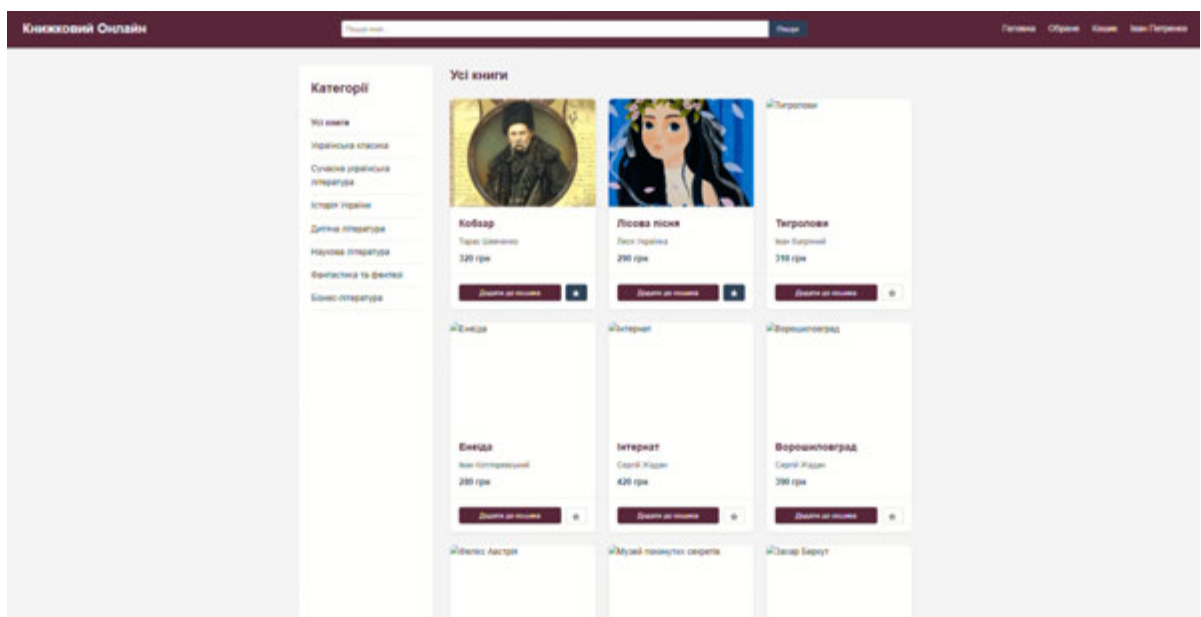 Книжковий Онлайн
Пошук книг...
Пошук
Головна Обране Кошик Іван Петренко
Категорії
Усі книги
Українська класика
Сучасна українська
література
Історія України
Дитяча література
Наукова література
Фантастика та фентезі
Бізнес-література
Усі книги
Кобзар
Тарас Шевченко
320 грн
Додати до кошика
★
Лісова пісня
Леся Українка
290 грн
Додати до кошика
★
Тигролови
Тигролови
Іван Багряний
310 грн
Додати до кошика
★
Енеїда
Енеїда
Іван Котляревський
280 грн
Додати до кошика
★
Інтернат
Інтернат
Сергій Жадан
420 грн
Додати до кошика
★
Ворошиловград
Ворошиловград
Сергій Жадан
390 грн
Додати до кошика
★
Фелікс Австрія
Музей покинутих секретів
Захар Беркут